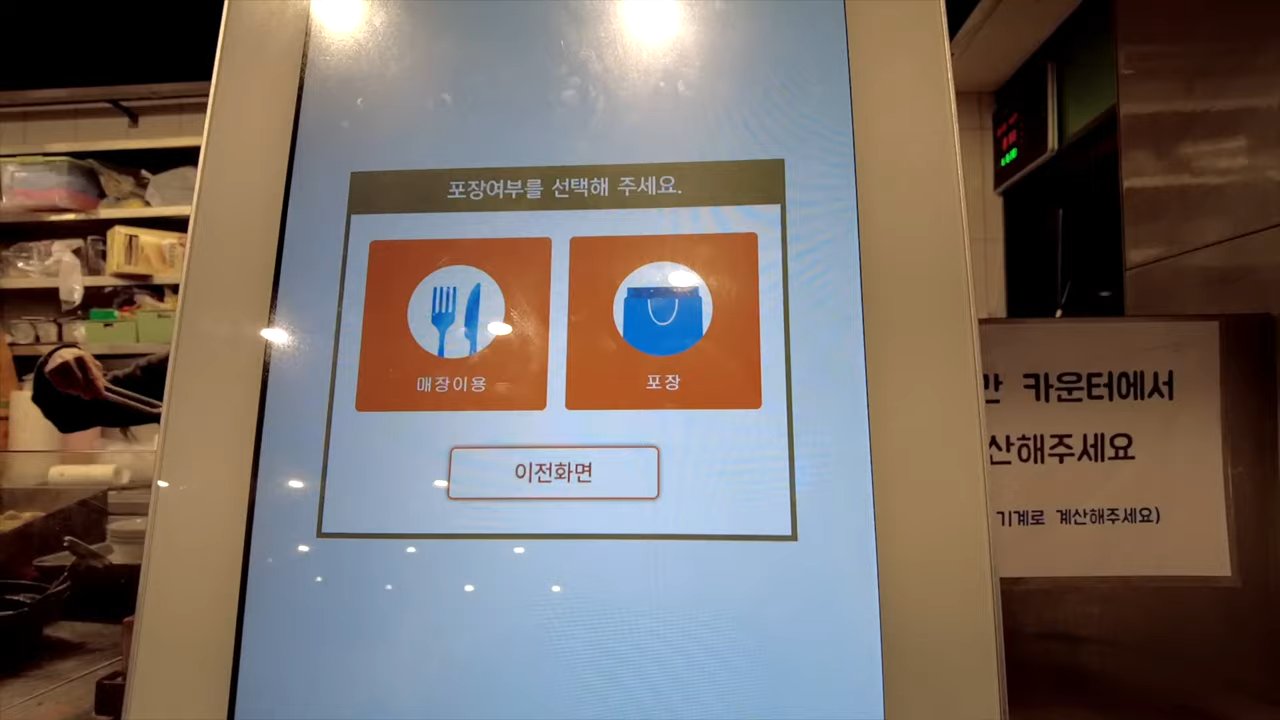 포장여부를 선택해 주세요.
매장이용
포장
이전화면
카운터에서
산해주세요
기계로 계산해주세요)